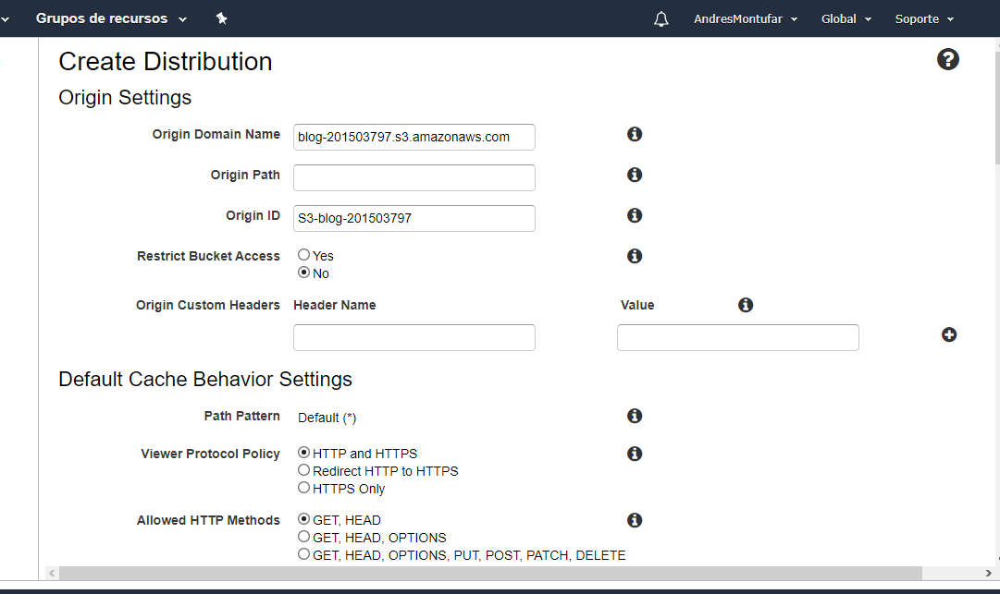 Grupos de recursos AndresMontufar Global Soporte
Create Distribution
Origin Settings
Origin Domain Name blog-201503797.s3.amazonaws.com
Origin Path
Origin ID S3-blog-201503797
Restrict Bucket Access Yes
No
Origin Custom Headers Header Name Value
Default Cache Behavior Settings
Path Pattern Default (*)
Viewer Protocol Policy HTTP and HTTPS
Redirect HTTP to HTTPS
HTTPS Only
Allowed HTTP Methods GET, HEAD
GET, HEAD, OPTIONS
GET, HEAD, OPTIONS, PUT, POST, PATCH, DELETE